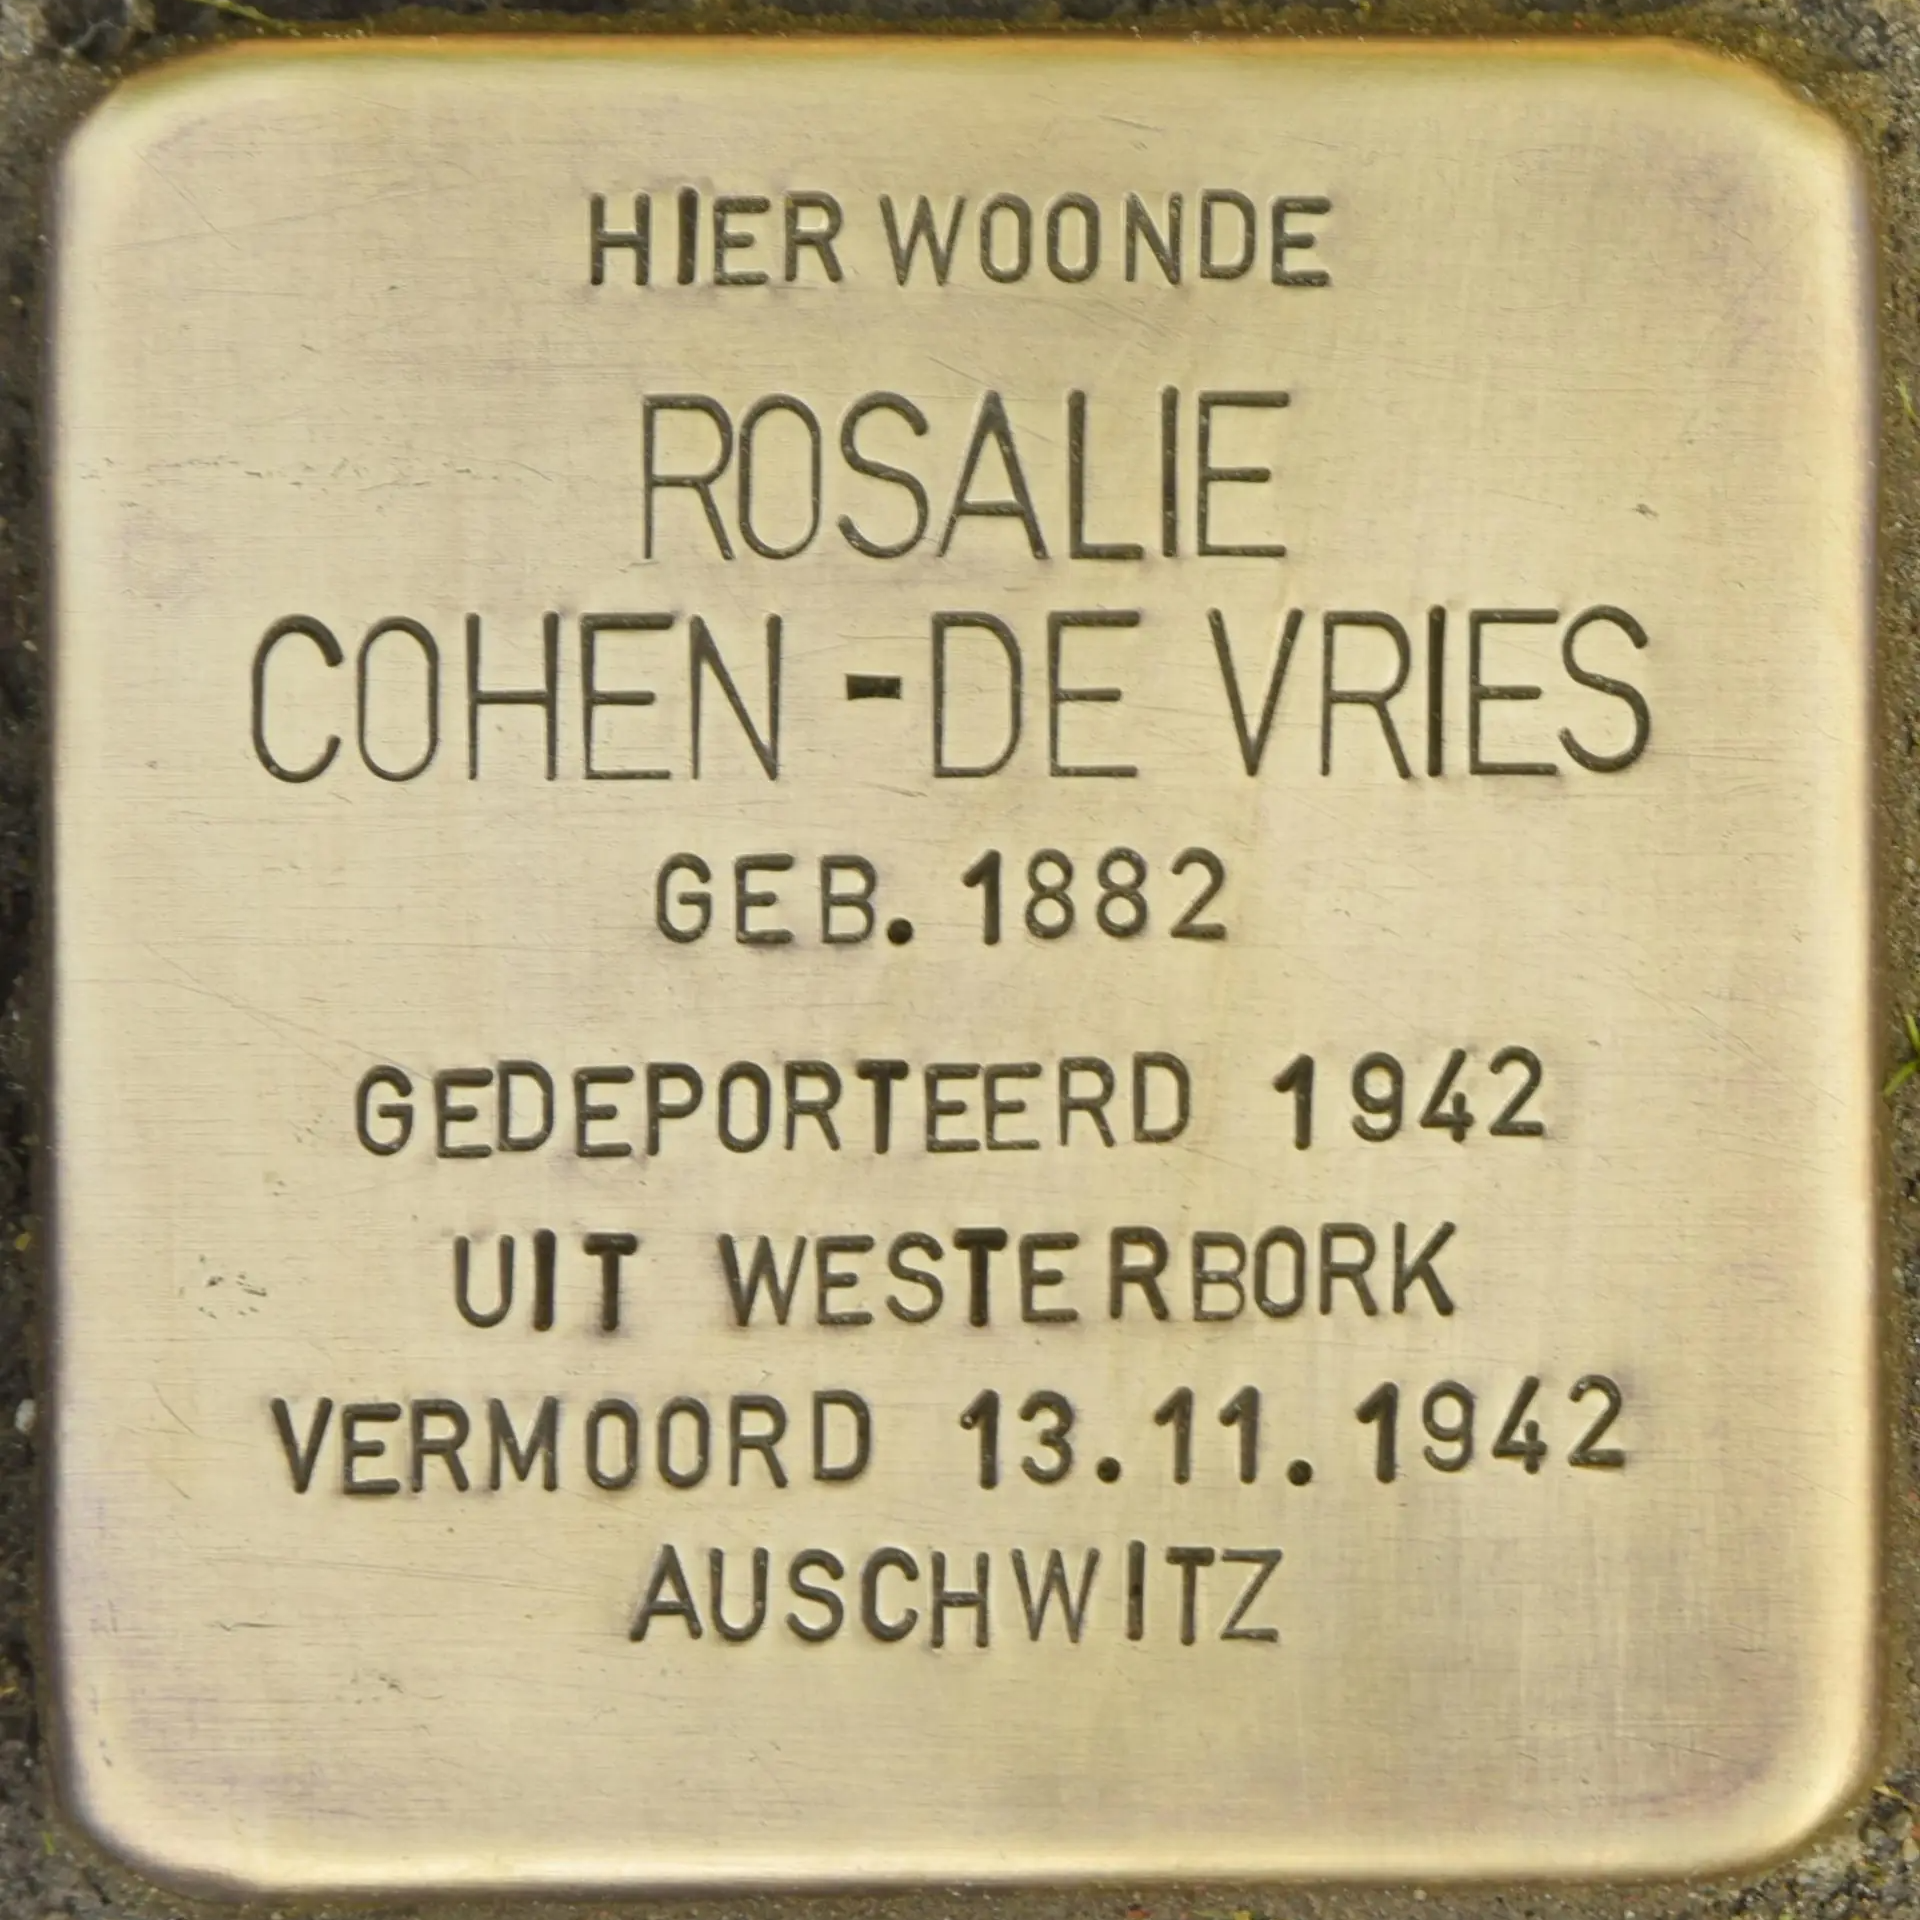 HIER WOONDE
ROSALIE
COHEN - DE VRIES
GEB. 1882
GEDEPORTEERD 1942
UIT WESTERBORK
VERMOORD 13.11.1942
AUSCHWITZ